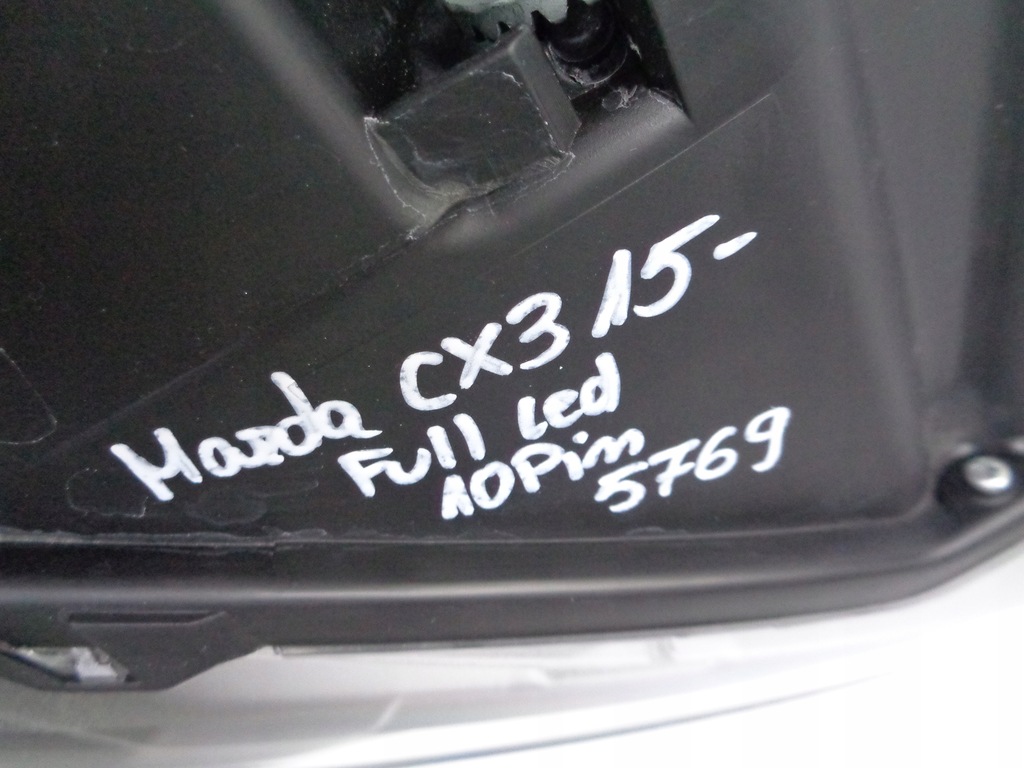 Mazda CX3 15-
Full Led
10Pin
5769